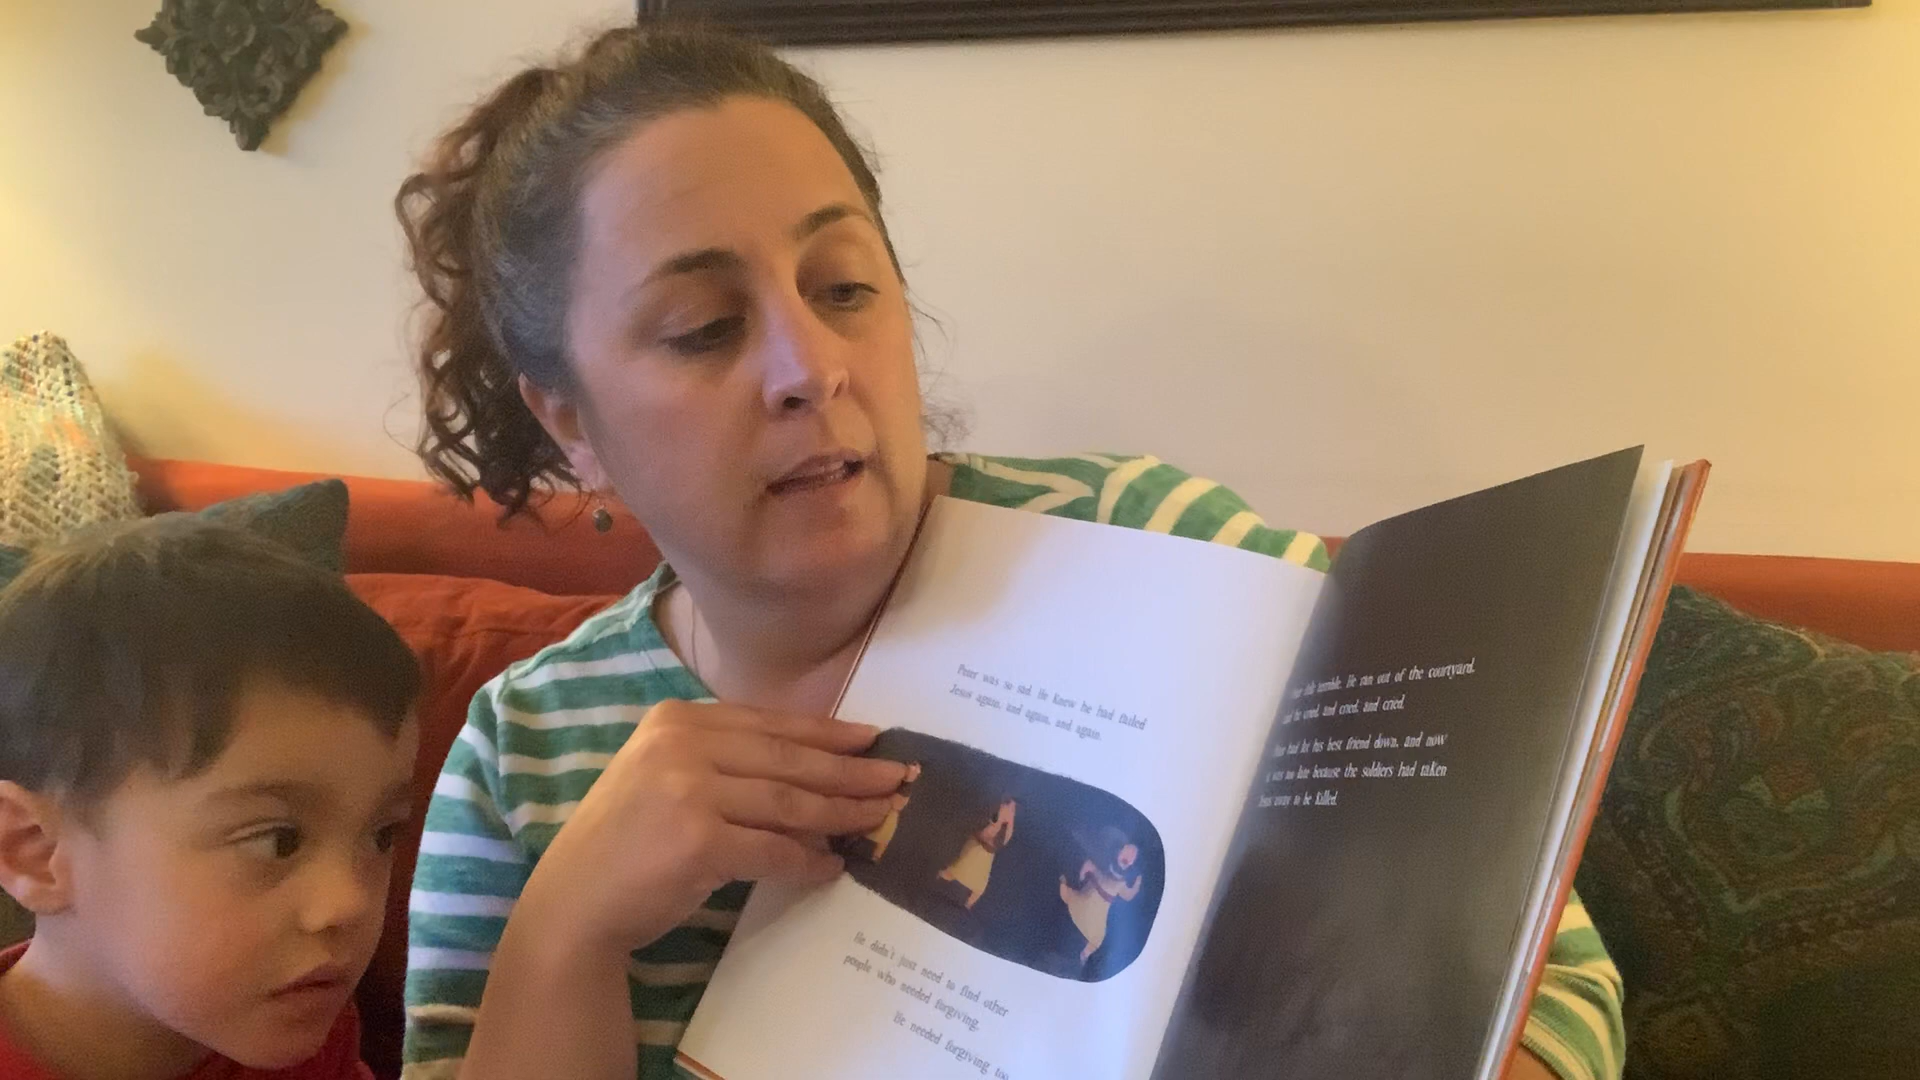 Peter was so sad. He knew he had failed
Jesus again, and again, and again.
He didn't just need to find other
people who needed forgiving.
He needed forgiving too
felt terrible. He ran out of the courtyard.
and he cried, and cried, and cried.
Peter had let his best friend down, and now
it was too late because the soldiers had taken
Jesus away to be killed.